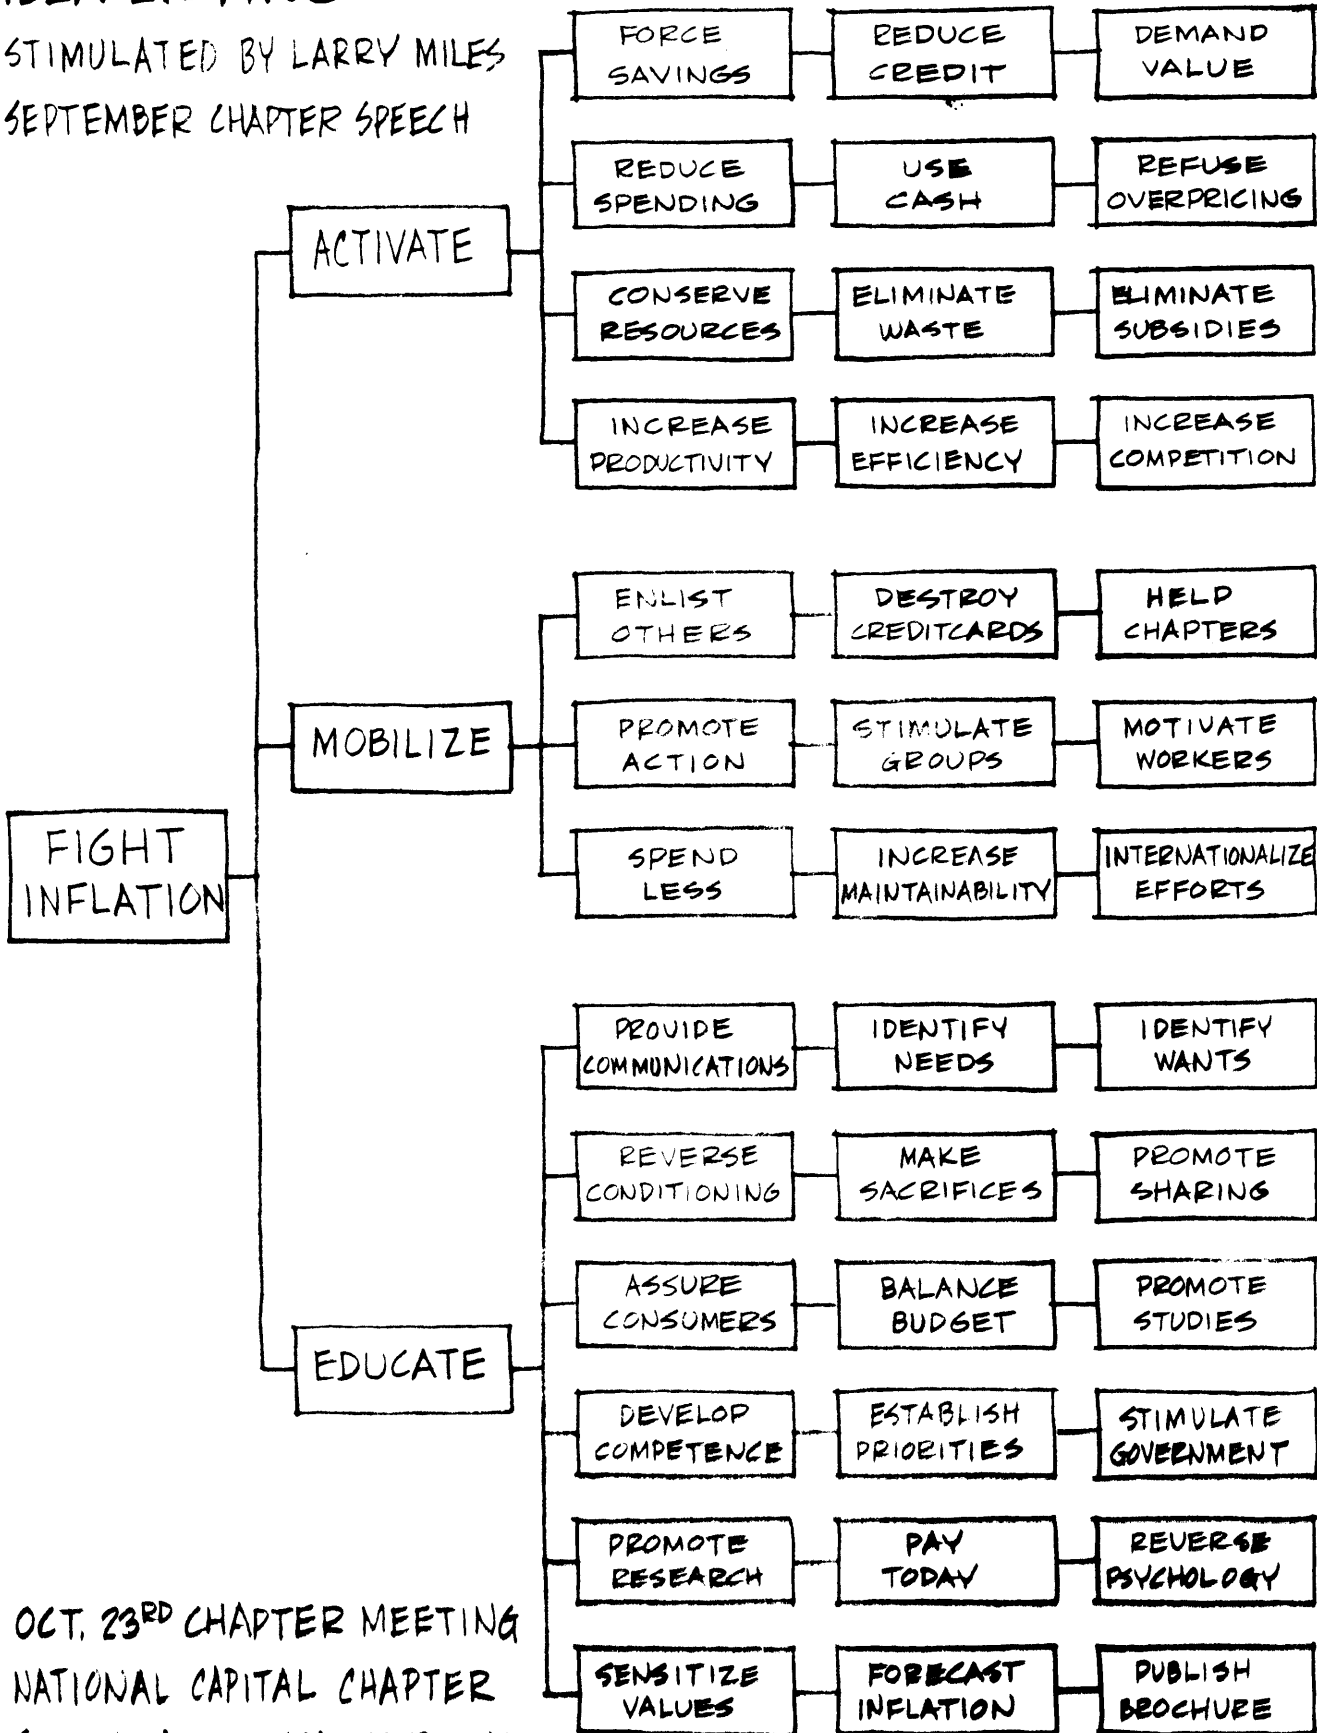 STIMULATED BY LARRY MILES
SEPTEMBER CHAPTER SPEECH
FIGHT
INFLATION
ACTIVATE
FORCE
SAVINGS
REDUCE
CREDIT
DEMAND
VALUE
REDUCE
SPENDING
USE
CASH
REFUSE
OVERPRICING
CONSERVE
RESOURCES
ELIMINATE
WASTE
ELIMINATE
SUBSIDIES
INCREASE
PRODUCTIVITY
INCREASE
EFFICIENCY
INCREASE
COMPETITION
MOBILIZE
ENLIST
OTHERS
DESTROY
CREDITCARDS
HELP
CHAPTERS
PROMOTE
ACTION
STIMULATE
GROUPS
MOTIVATE
WORKERS
SPEND
LESS
INCREASE
MAINTAINABILITY
INTERNATIONALIZE
EFFORTS
EDUCATE
PROVIDE
COMMUNICATIONS
IDENTIFY
NEEDS
IDENTIFY
WANTS
REVERSE
CONDITIONING
MAKE
SACRIFICES
PROMOTE
SHARING
ASSURE
CONSUMERS
BALANCE
BUDGET
PROMOTE
STUDIES
DEVELOP
COMPETENCE
ESTABLISH
PRIORITIES
STIMULATE
GOVERNMENT
PROMOTE
RESEARCH
PAY
TODAY
REVERSE
PSYCHOLOGY
SENSITIZE
VALUES
FORECAST
INFLATION
PUBLISH
BROCHURE
OCT. 23RD CHAPTER MEETING
NATIONAL CAPITAL CHAPTER